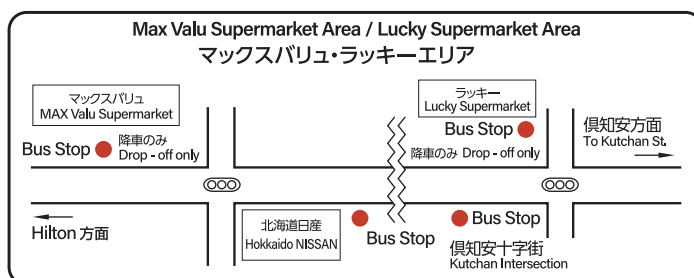 Max Valu Supermarket Area / Lucky Supermarket Area
マックスバリュ・ラッキーエリア
マックスバリュ
MAX Valu Supermarket
Bus Stop
降車のみ
Drop - off only
ラッキー
Lucky Supermarket
Bus Stop
降車のみ Drop - off only
倶知安方面
To Kutchan St.
Hilton 方面
北海道日産
Hokkaido NISSAN
Bus Stop
Bus Stop
倶知安十字街
Kutchan Intersection